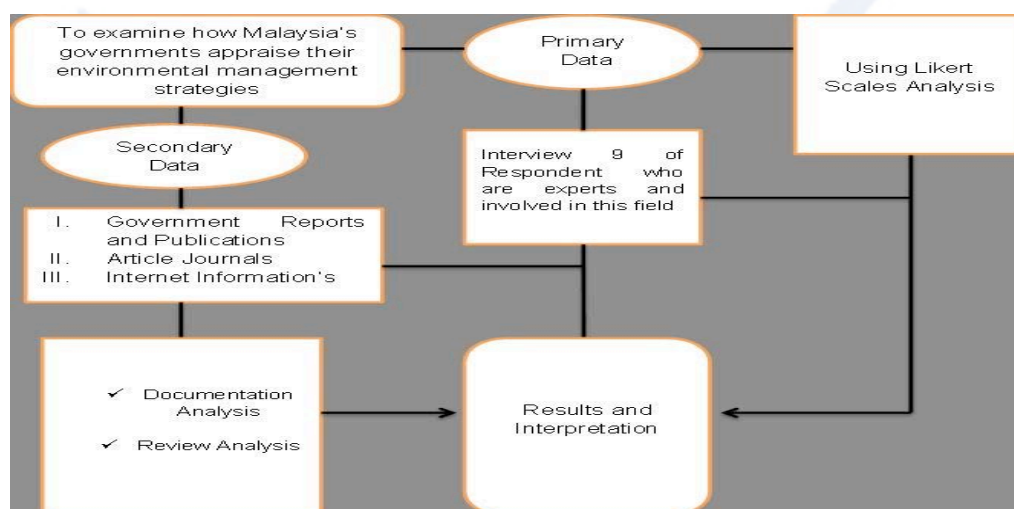 To examine how Malaysia's
governments appraise their
environmental management
strategies
Primary
Data
Using Likert
Scales Analysis
Secondary
Data
Interview 9 of
Respondent who
are experts and
involved in this field
I. Government Reports
and Publications
II. Article Journals
III. Internet Information's
✓ Documentation
Analysis
✓ Review Analysis
Results and
Interpretation